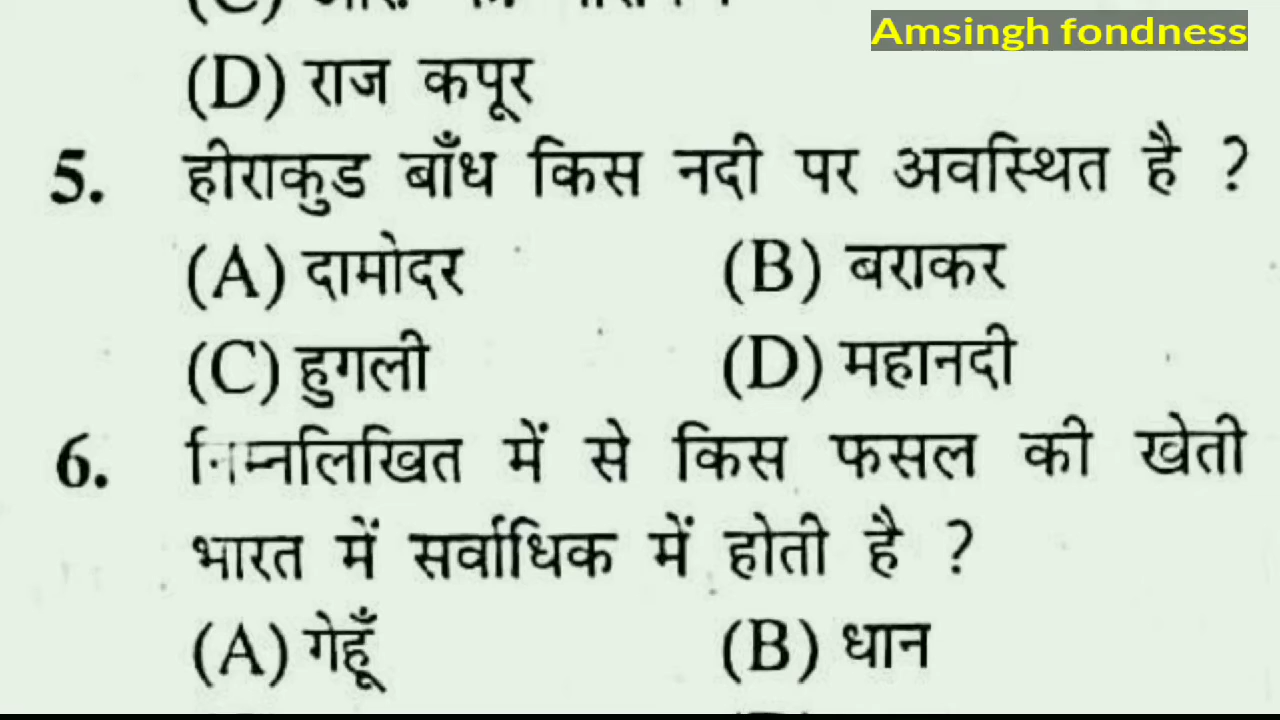 Amsingh fondness
(D) राज कपूर
5. हीराकुड बाँध किस नदी पर अवस्थित है ?
(A) दामोदर (B) बराकर
(C) हुगली (D) महानदी
6. निम्नलिखित में से किस फसल की खेती
भारत में सर्वाधिक में होती है ?
(A) गेहूँ (B) धान